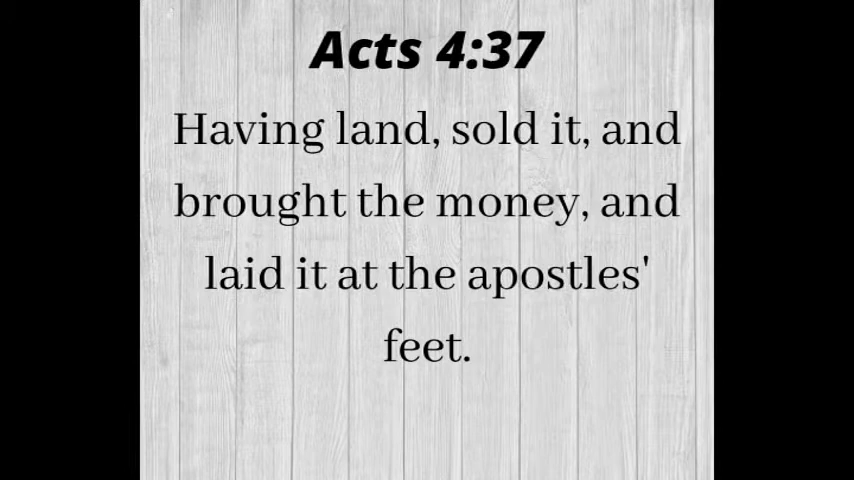 Acts 4:37
Having land, sold it, and
brought the money, and
laid it at the apostles'
feet.